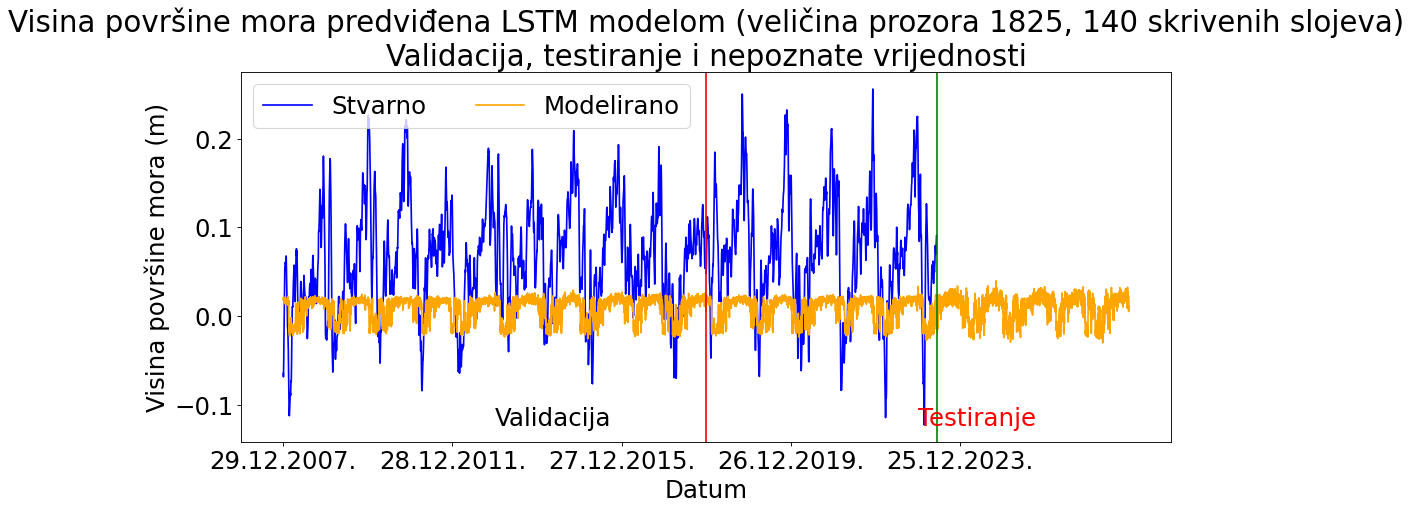 Visina površine mora predviđena LSTM modelom (veličina prozora 1825, 140 skrivenih slojeva)
Validacija, testiranje i nepoznate vrijednosti
Stvarno
Modelirano
Visina površine mora (m)
0.2
0.1
0.0
−0.1
Validacija
Testiranje
29.12.2007.
28.12.2011.
27.12.2015.
26.12.2019.
25.12.2023.
Datum